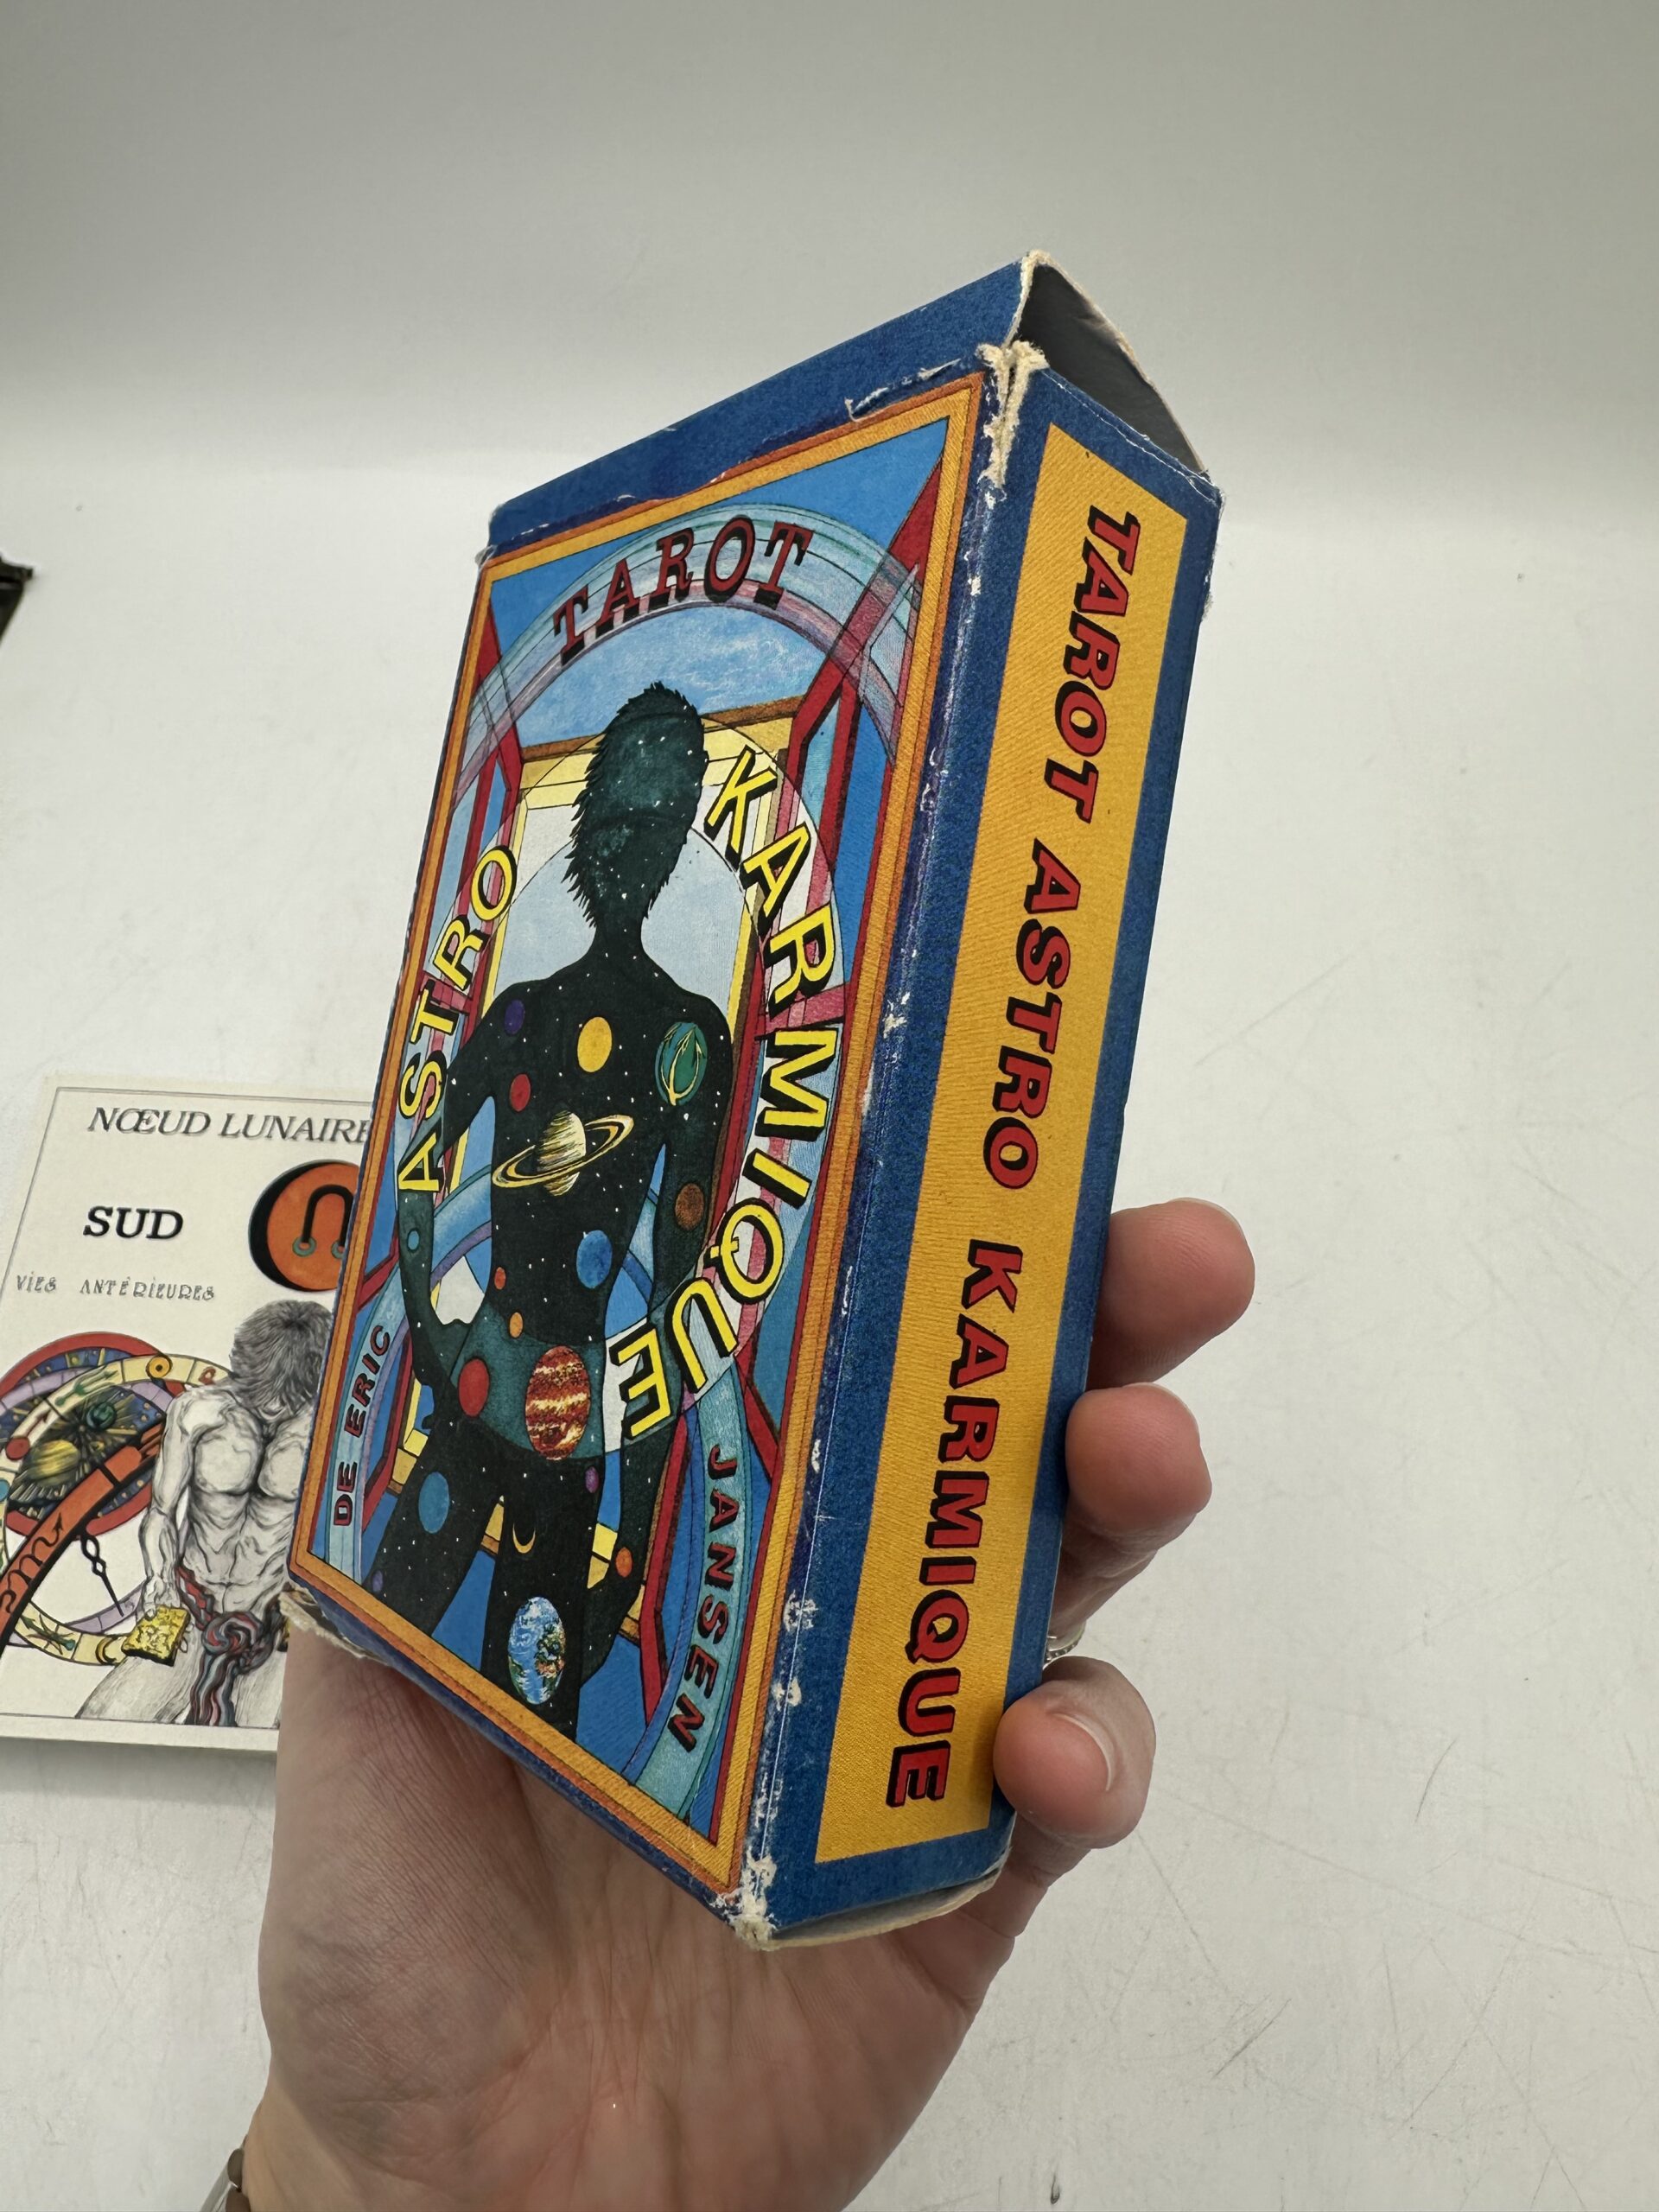 TAROT
ASTRO KARMIQUE
DE ERIC JANSEN
TAROT ASTRO KARMIQUE
NŒUD LUNAIRE
SUD
VIES ANTÉRIEURES